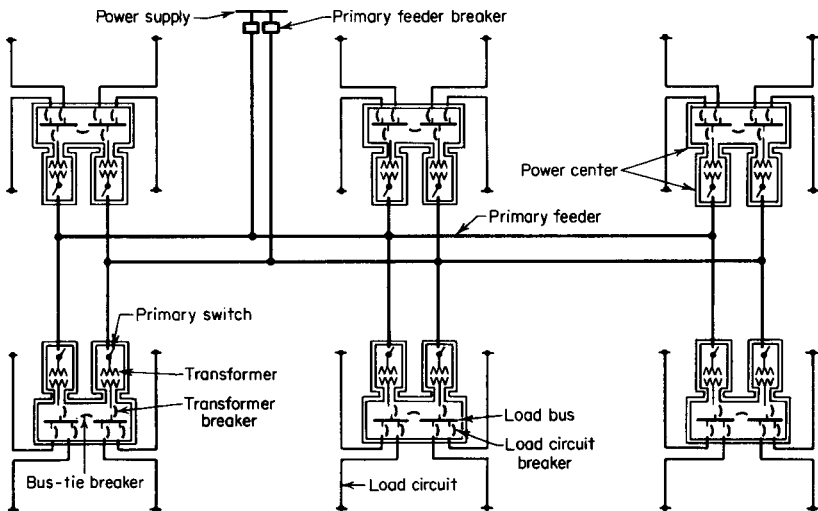 Power supply
Primary feeder breaker
Power center
Primary feeder
Primary switch
Transformer
Transformer
breaker
Load bus
Load circuit
breaker
Bus-tie breaker
Load circuit